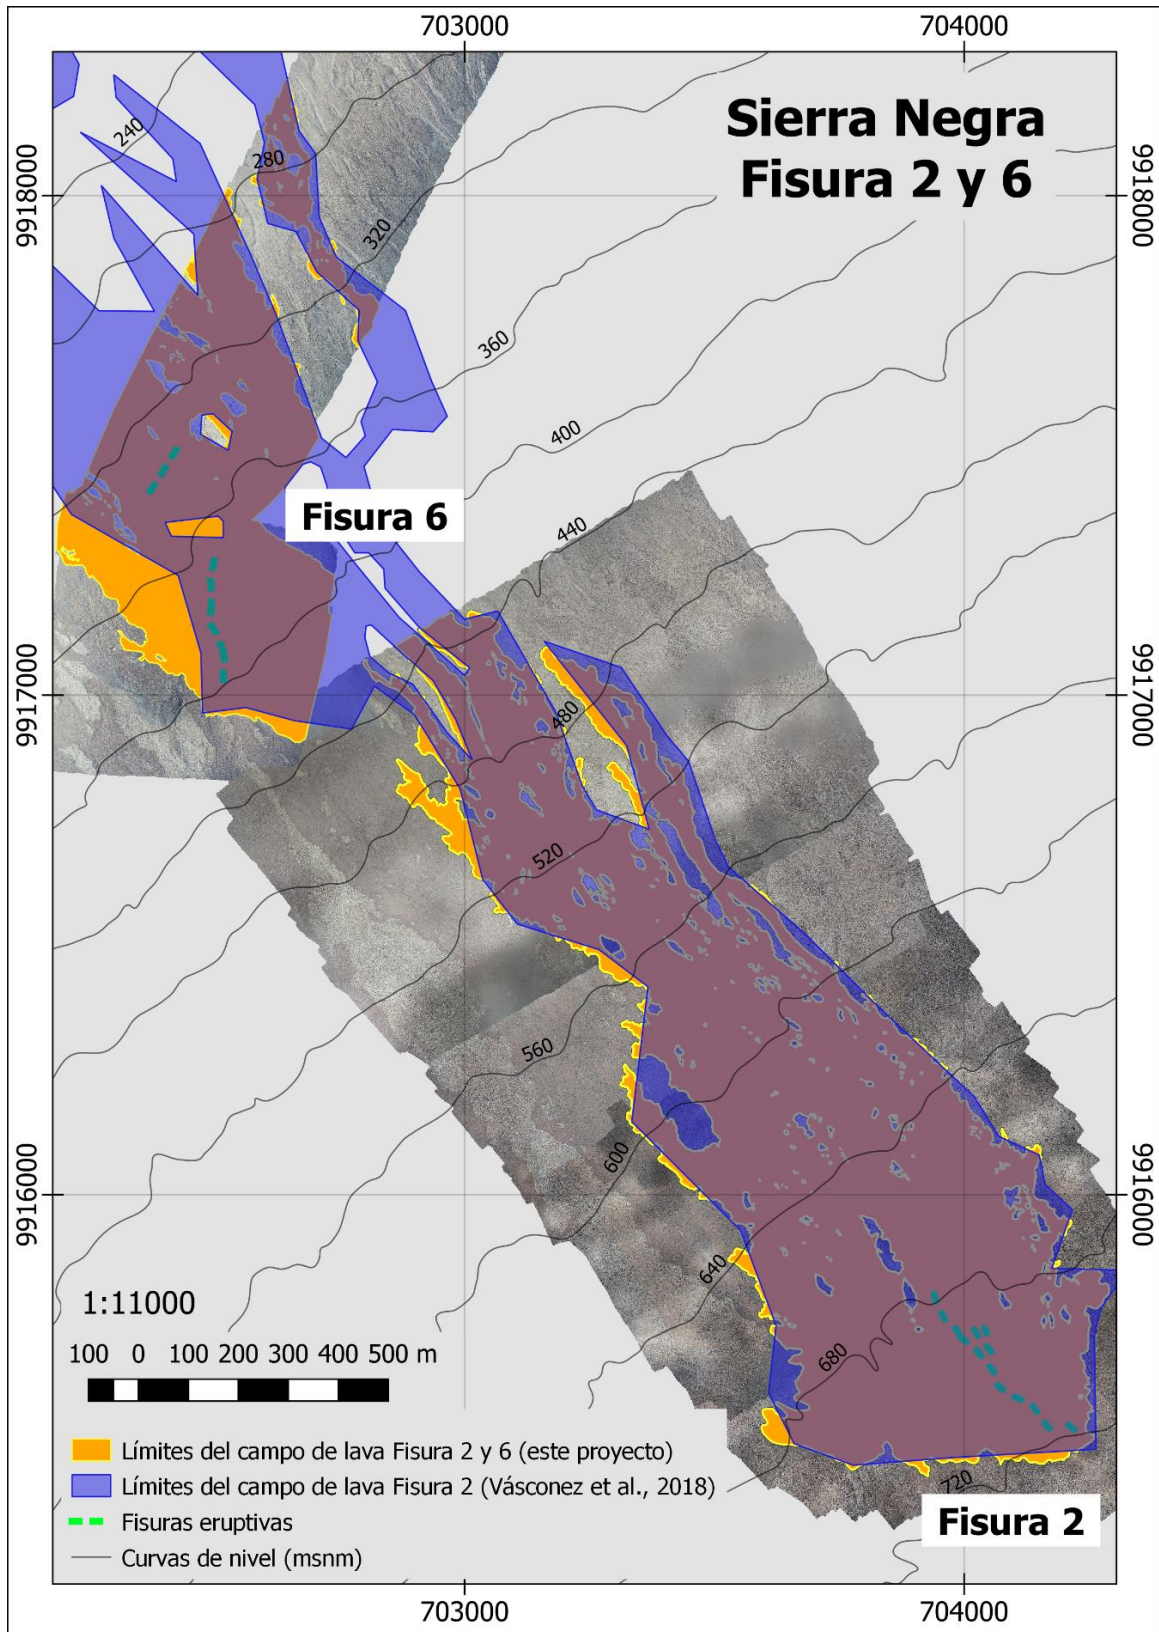 703000
704000
Sierra Negra
Fisura 2 y 6
240
280
9918000
9918000
320
360
400
Fisura 6
440
9917000
9917000
480
520
560
600
9916000
9916000
640
1:11000
680
100 0 100 200 300 400 500 m
Límites del campo de lava Fisura 2 y 6 (este proyecto)
Límites del campo de lava Fisura 2 (Vásconez et al., 2018)
720
Fisuras eruptivas
Fisura 2
Curvas de nivel (msnm)
703000
704000